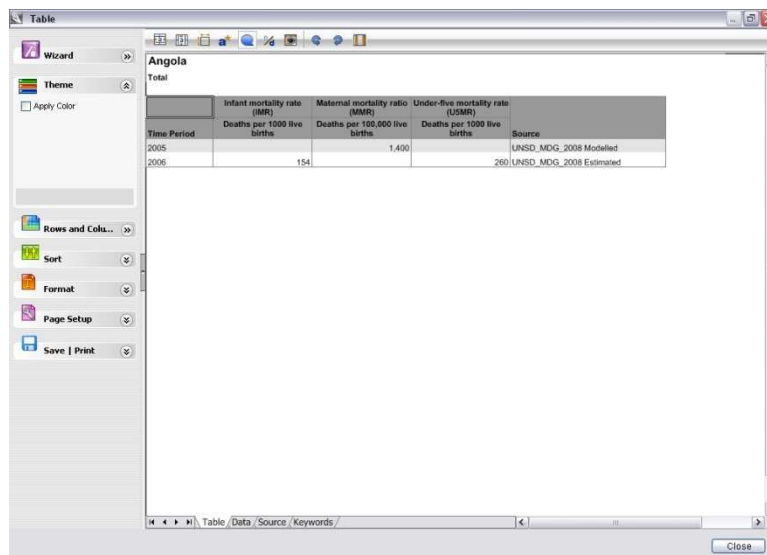 Table
Wizard
Theme
Apply Color
Rows and Colu...
Sort
Format
Page Setup
Save | Print
Angola
Total
Infant mortality rate (IMR) Maternal mortality ratio (MMR) Under-five mortality rate (U5MR)
Time Period Deaths per 1000 live births Deaths per 100,000 live births Deaths per 1000 live births Source
2005 1,400 UNSD_MDG_2008 Modelled
2006 154 260 UNSD_MDG_2008 Estimated
Table Data Source Keywords
Close